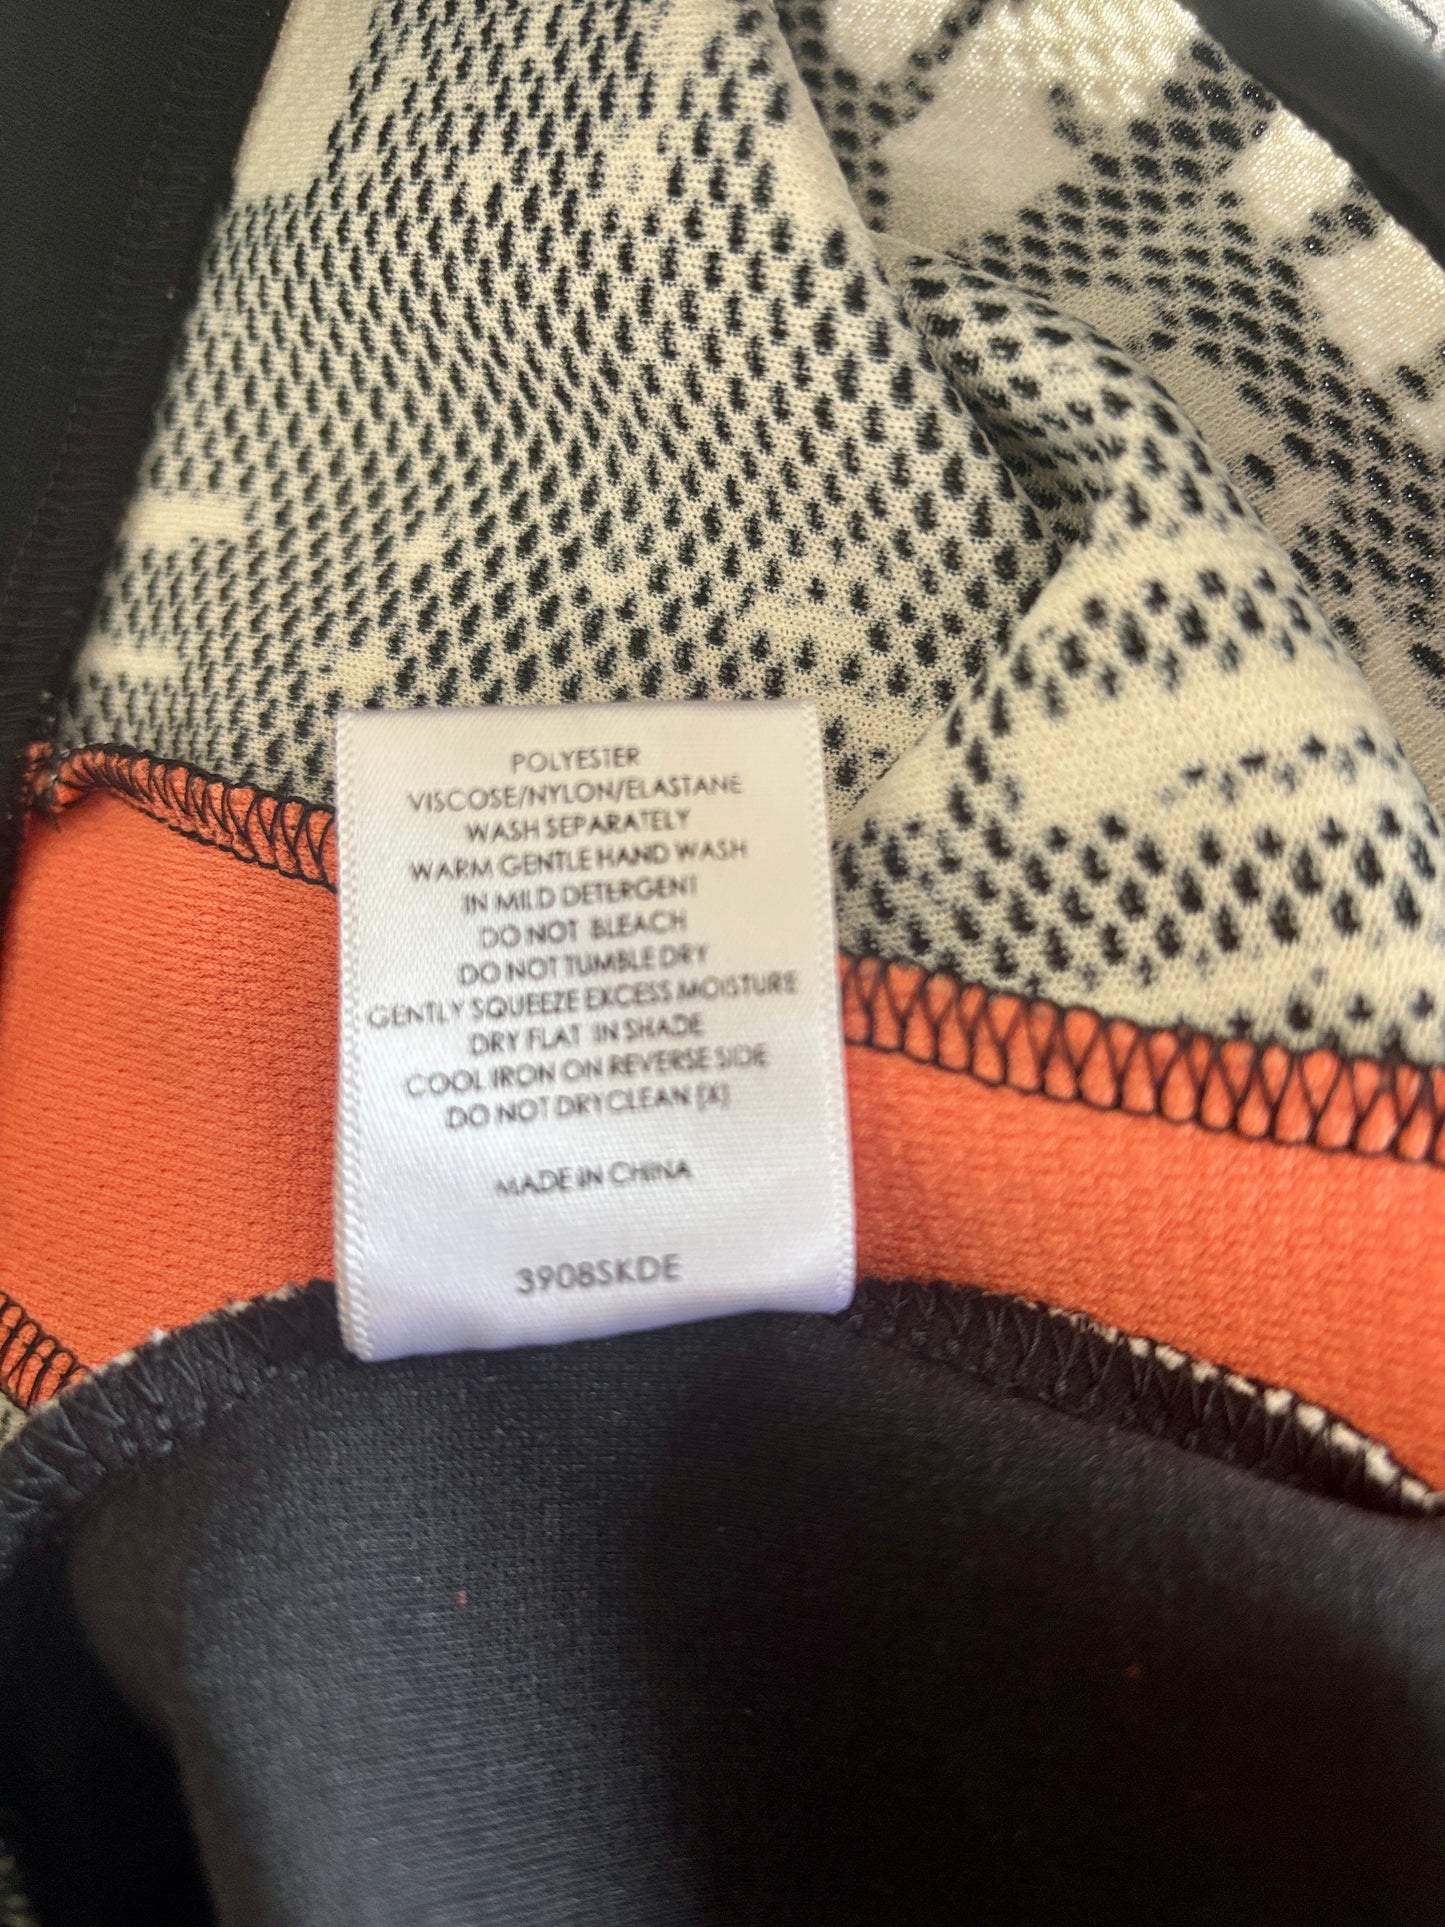 POLYESTER
VISCOSE/NYLON/ELASTANE
WASH SEPARATELY
WARM GENTLE HAND WASH
IN MILD DETERGENT
DO NOT BLEACH
DO NOT TUMBLE DRY
GENTLY SQUEEZE EXCESS MOISTURE
DRY FLAT IN SHADE
COOL IRON ON REVERSE SIDE
DO NOT DRY CLEAN (X)
MADE IN CHINA
3908SKDE